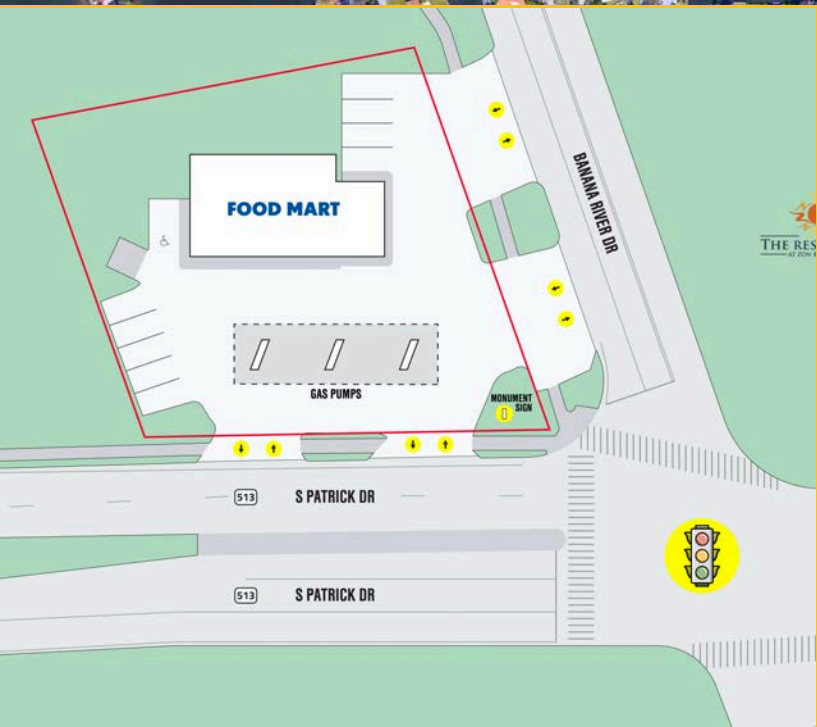 BANANA RIVER DR
FOOD MART
THE RES
GAS PUMPS
MONUMENT
SIGN
513 S PATRICK DR
513 S PATRICK DR